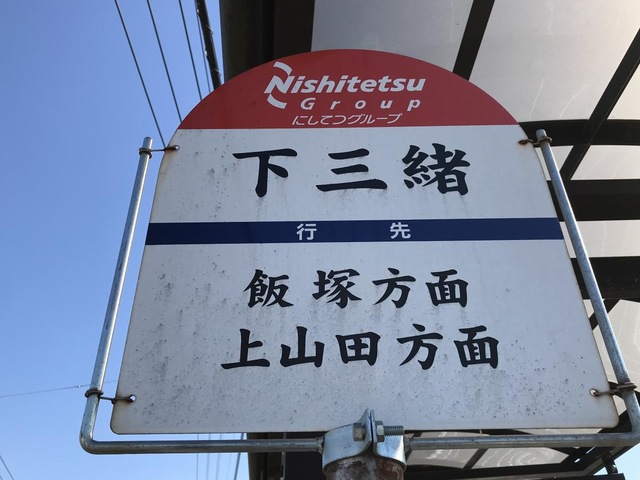 Nishitetsu
Group
にしてつグループ
下三緒
行先
飯塚方面
上山田方面